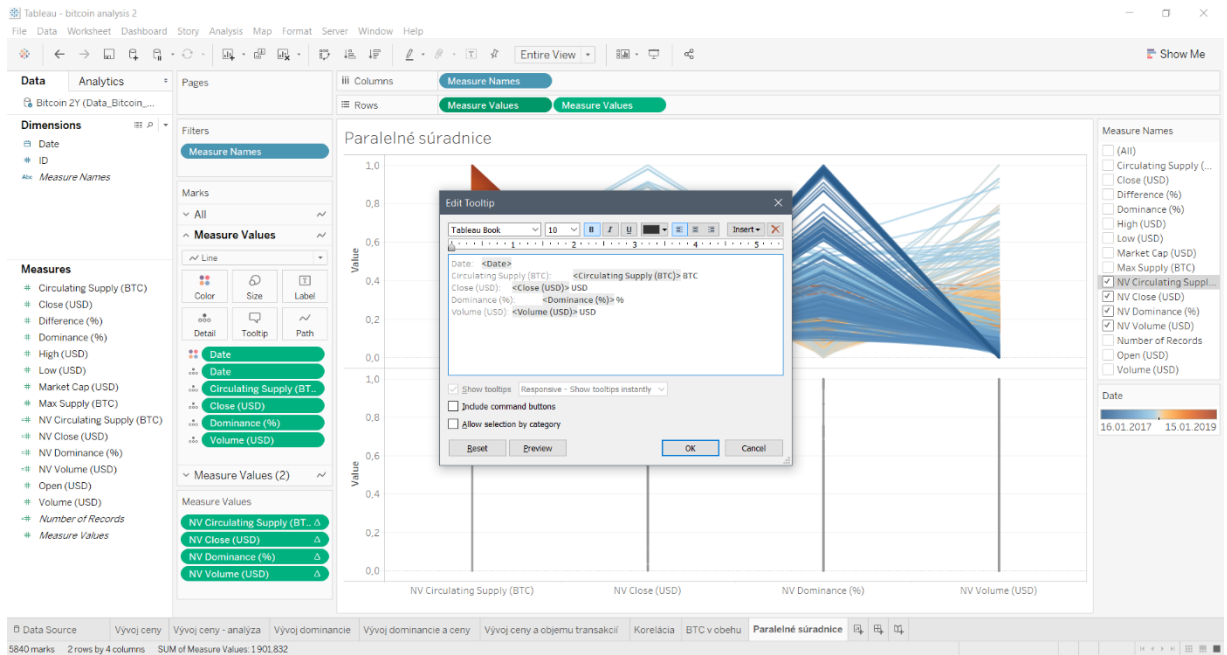 Tableau - bitcoin analysis 2
File Data Worksheet Dashboard Story Analysis Map Format Server Window Help
Entire View
Show Me
Data Analytics
Bitcoin 2Y (Data_Bitcoin_...
Dimensions
Date
# ID
Abc Measure Names
Measures
# Circulating Supply (BTC)
# Close (USD)
# Difference (%)
# Dominance (%)
# High (USD)
# Low (USD)
# Market Cap (USD)
# Max Supply (BTC)
=# NV Circulating Supply (BTC)
=# NV Close (USD)
=# NV Dominance (%)
=# NV Volume (USD)
# Open (USD)
# Volume (USD)
=# Number of Records
# Measure Values
Pages
Filters
Measure Names
Marks
All
Measure Values
Line
Color Size Label
Detail Tooltip Path
Date
Date
Circulating Supply (BT..
Close (USD)
Dominance (%)
Volume (USD)
Measure Values (2)
Measure Values
NV Circulating Supply (BT.. Δ
NV Close (USD) Δ
NV Dominance (%) Δ
NV Volume (USD) Δ
Columns Measure Names
Rows Measure Values Measure Values
Paralelné súradnice
1,0
0,8
0,6
0,4
0,2
0,0
Value
1,0
0,8
0,6
0,4
0,2
0,0
Value
NV Circulating Supply (BTC) NV Close (USD) NV Dominance (%) NV Volume (USD)
Edit Tooltip
Tableau Book 10 B I U Insert
1 2 3 4 5
Date: <Date>
Circulating Supply (BTC): <Circulating Supply (BTC)> BTC
Close (USD): <Close (USD)> USD
Dominance (%): <Dominance (%)> %
Volume (USD): <Volume (USD)> USD
Show tooltips Responsive - Show tooltips instantly
Include command buttons
Allow selection by category
Reset Preview OK Cancel
Measure Names
(All)
Circulating Supply (...
Close (USD)
Difference (%)
Dominance (%)
High (USD)
Low (USD)
Market Cap (USD)
Max Supply (BTC)
NV Circulating Suppl...
NV Close (USD)
NV Dominance (%)
NV Volume (USD)
Number of Records
Open (USD)
Volume (USD)
Date
16.01.2017 15.01.2019
Data Source Vývoj ceny Vývoj ceny - analýza Vývoj dominancie Vývoj dominancie a ceny Vývoj ceny a objemu transakcií Korelácia BTC v obehu Paralelné súradnice
5840 marks 2 rows by 4 columns SUM of Measure Values: 1 901.832